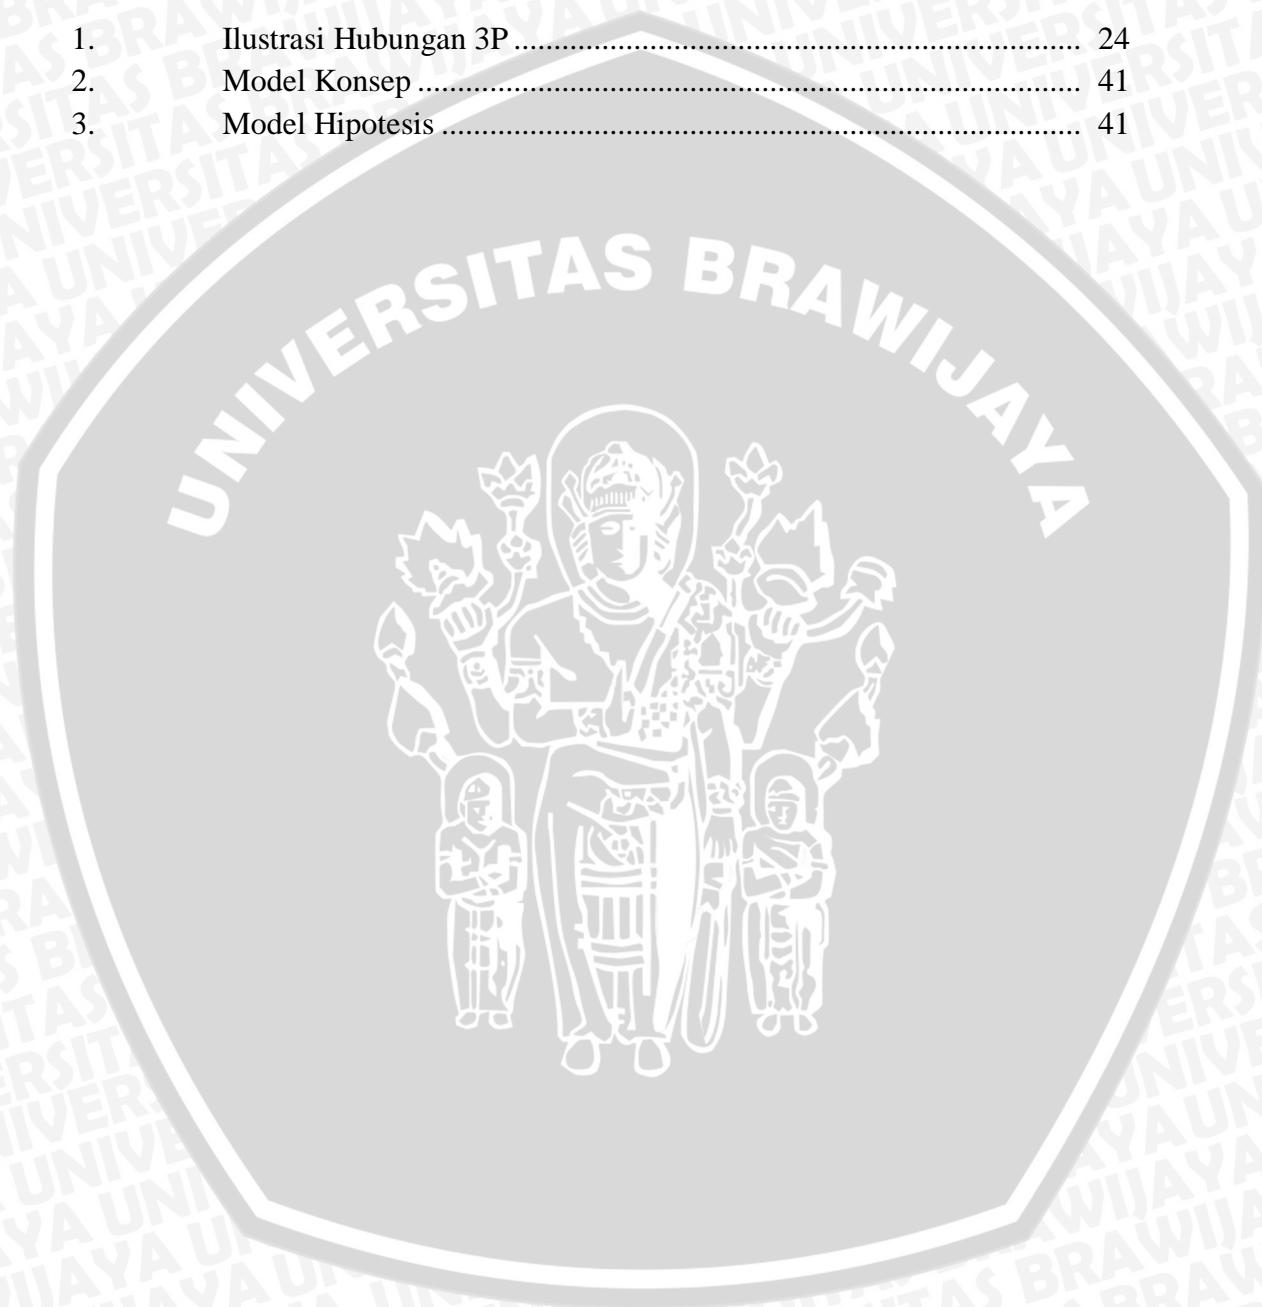 1. Ilustrasi Hubungan 3P ....................................................................... 24
2. Model Konsep ................................................................................... 41
3. Model Hipotesis ................................................................................ 41
UNIVERSITAS BRAWIJAYA